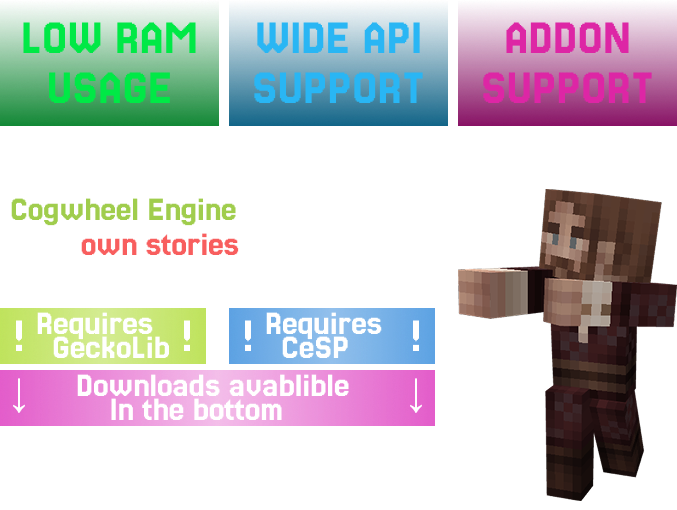 LOW RAM
USAGE
WIDE API
SUPPORT
ADDON
SUPPORT
Cogwheel Engine
own stories
! Requires !
GeckoLib
! Requires !
CeSP
↓ Downloads avablible ↓
In the bottom